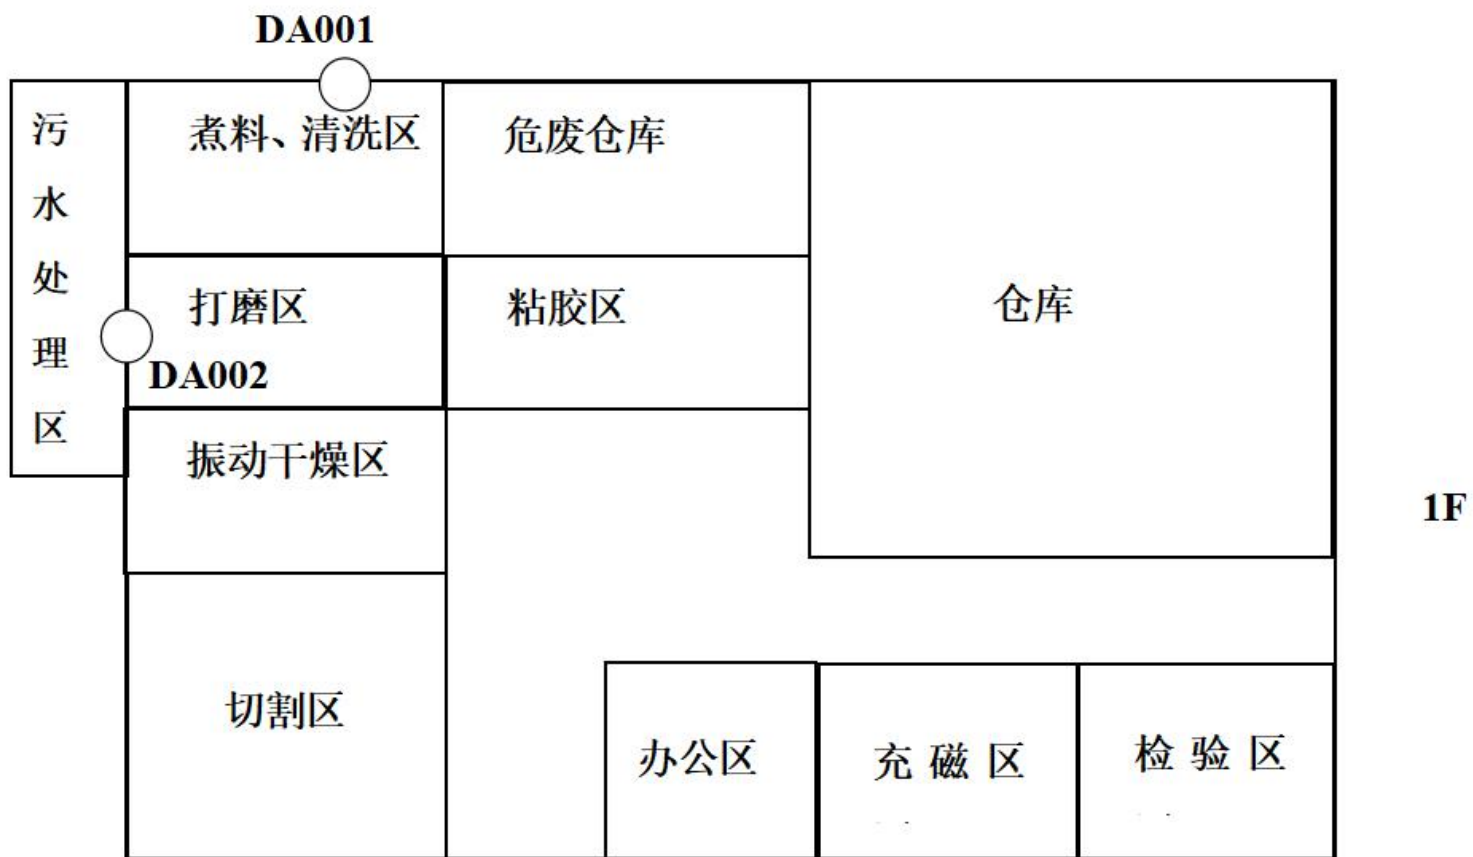 DA001
污水处理区
煮料、清洗区
危废仓库
仓库
打磨区
粘胶区
DA002
振动干燥区
1F
切割区
办公区
充磁区
检验区